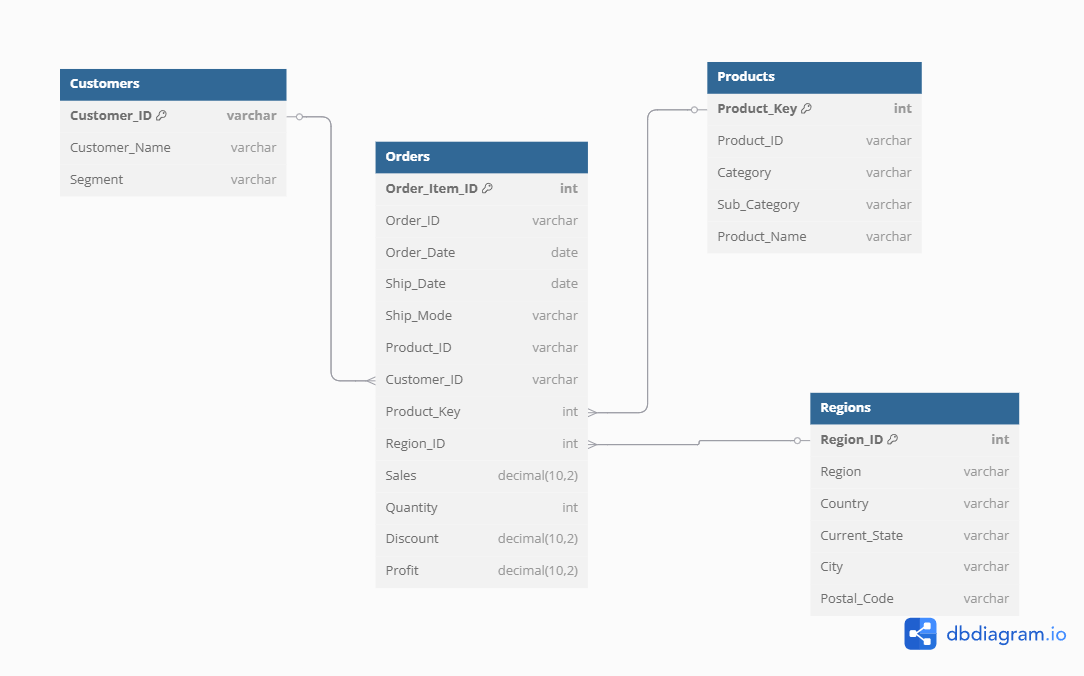 Customers
Customer_ID varchar
Customer_Name varchar
Segment varchar
Orders
Order_Item_ID int
Order_ID varchar
Order_Date date
Ship_Date date
Ship_Mode varchar
Product_ID varchar
Customer_ID varchar
Product_Key int
Region_ID int
Sales decimal(10,2)
Quantity int
Discount decimal(10,2)
Profit decimal(10,2)
Products
Product_Key int
Product_ID varchar
Category varchar
Sub_Category varchar
Product_Name varchar
Regions
Region_ID int
Region varchar
Country varchar
Current_State varchar
City varchar
Postal_Code varchar
dbdiagram.io